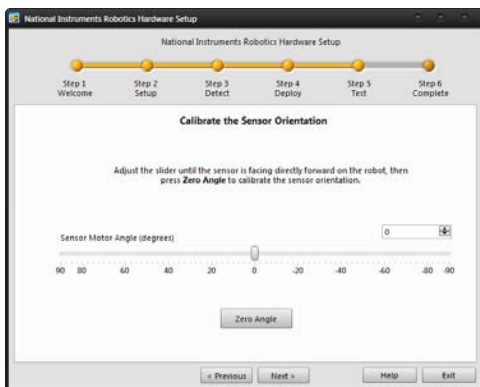 National Instruments Robotics Hardware Setup
National Instruments Robotics Hardware Setup
Step 1 Step 2 Step 3 Step 4 Step 5 Step 6
Welcome Setup Detect Deploy Test Complete
Calibrate the Sensor Orientation
Adjust the slider until the sensor is facing directly forward on the robot, then
press Zero Angle to calibrate the sensor orientation.
0
Sensor Motor Angle (degrees)
90 80 60 40 20 0 -20 -40 -60 -80 -90
Zero Angle
< Previous Next > Help Exit